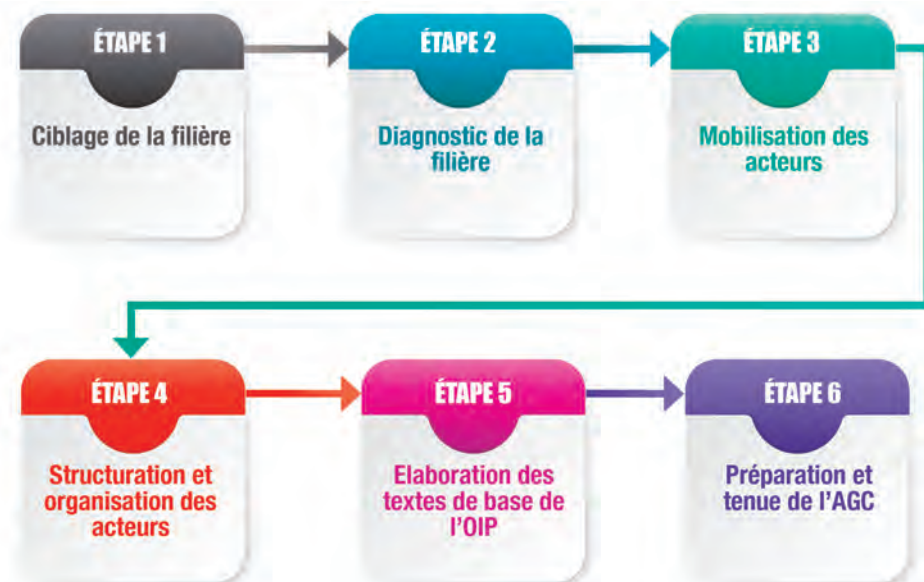 ÉTAPE 1
Ciblage de la filière
ÉTAPE 2
Diagnostic de la
filière
ÉTAPE 3
Mobilisation des
acteurs
ÉTAPE 4
Structuration et
organisation des
acteurs
ÉTAPE 5
Elaboration des
textes de base de
l'OIP
ÉTAPE 6
Préparation et
tenue de l'AGC